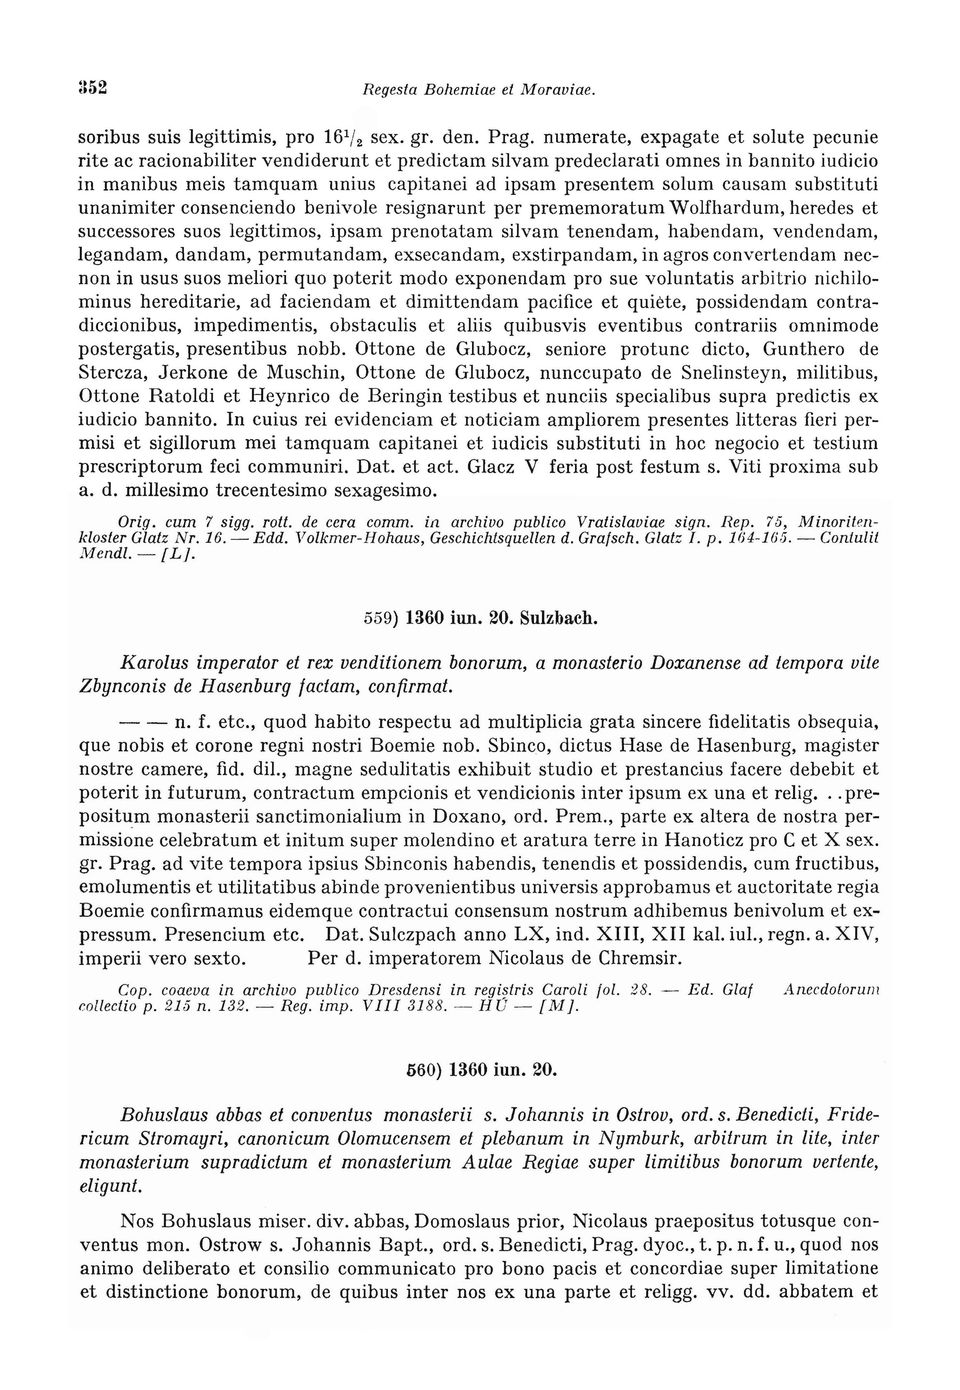 352
Regesta Bohemiae et Moraviae.
soribus suis legittimis, pro 16¹/₂ sex. gr. den. Prag. numerate, expagate et solute pecunie
rite ac racionabiliter vendiderunt et predictam silvam predeclarati omnes in bannito iudicio
in manibus meis tamquam unius capitanei ad ipsam presentem solum causam substituti
unanimiter consenciendo benivole resignarunt per prememoratum Wolfhardum, heredes et
successores suos legittimos, ipsam prenotatam silvam tenendam, habendam, vendendam,
legandam, dandam, permutandam, exsecandam, exstirpandam, in agros convertendam nec-
non in usus suos meliori quo poterit modo exponendam pro sue voluntatis arbitrio nichilo-
minus hereditarie, ad faciendam et dimittendam pacifice et quiete, possidendam contra-
diccionibus, impedimentis, obstaculis et aliis quibusvis eventibus contrariis omnimode
postergatis, presentibus nobb. Ottone de Glubocz, seniore protunc dicto, Gunthero de
Stercza, Jerkone de Muschin, Ottone de Glubocz, nunccupato de Snelinsteyn, militibus,
Ottone Ratoldi et Heynrico de Beringin testibus et nunciis specialibus supra predictis ex
iudicio bannito. In cuius rei evidenciam et noticiam ampliorem presentes litteras fieri per-
misi et sigillorum mei tamquam capitanei et iudicis substituti in hoc negocio et testium
prescriptorum feci communiri. Dat. et act. Glacz V feria post festum s. Viti proxima sub
a. d. millesimo trecentesimo sexagesimo.
Orig. cum 7 sigg. rott. de cera comm. in archivo publico Vratislaviae sign. Rep. 75, Minoriten-
kloster Glatz Nr. 16. — Edd. Volkmer-Hohaus, Geschichtsquellen d. Grafsch. Glatz I. p. 164-165. — Contulit
Mendl. — [L].
559) 1360 iun. 20. Sulzbach.
Karolus imperator et rex venditionem bonorum, a monasterio Doxanense ad tempora vite
Zbynconis de Hasenburg factam, confirmat.
— — n. f. etc., quod habito respectu ad multiplicia grata sincere fidelitatis obsequia,
que nobis et corone regni nostri Boemie nob. Sbinco, dictus Hase de Hasenburg, magister
nostre camere, fid. dil., magne sedulitatis exhibuit studio et prestancius facere debebit et
poterit in futurum, contractum empcionis et vendicionis inter ipsum ex una et relig. . . pre-
positum monasterii sanctimonialium in Doxano, ord. Prem., parte ex altera de nostra per-
missione celebratum et initum super molendino et aratura terre in Hanoticz pro C et X sex.
gr. Prag. ad vite tempora ipsius Sbinconis habendis, tenendis et possidendis, cum fructibus,
emolumentis et utilitatibus abinde provenientibus universis approbamus et auctoritate regia
Boemie confirmamus eidemque contractui consensum nostrum adhibemus benivolum et ex-
pressum. Presencium etc. Dat. Sulczpach anno LX, ind. XIII, XII kal. iul., regn. a. XIV,
imperii vero sexto. Per d. imperatorem Nicolaus de Chremsir.
Cop. coaeva in archivo publico Dresdensi in registris Caroli fol. 28. — Ed. Glaf Anecdotorum
collectio p. 215 n. 132. — Reg. imp. VIII 3188. — HÚ — [M].
560) 1360 iun. 20.
Bohuslaus abbas et conventus monasterii s. Johannis in Ostrov, ord. s. Benedicti, Fride-
ricum Stromayri, canonicum Olomucensem et plebanum in Nymburk, arbitrum in lite, inter
monasterium supradictum et monasterium Aulae Regiae super limitibus bonorum vertente,
eligunt.
Nos Bohuslaus miser. div. abbas, Domoslaus prior, Nicolaus praepositus totusque con-
ventus mon. Ostrow s. Johannis Bapt., ord. s. Benedicti, Prag. dyoc., t. p. n. f. u., quod nos
animo deliberato et consilio communicato pro bono pacis et concordiae super limitatione
et distinctione bonorum, de quibus inter nos ex una parte et religg. vv. dd. abbatem et